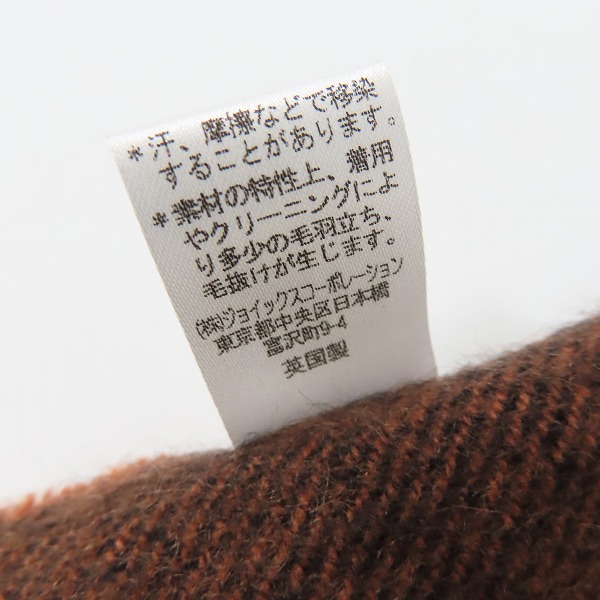 ＊汗、摩擦などで移染
することがあります。
＊素材の特性上、着用
やクリーニングによ
り多少の毛羽立ち、
毛抜けが生じます。
(株)ジョイックスコーポレーション
東京都中央区日本橋
富沢町9-4
英国製